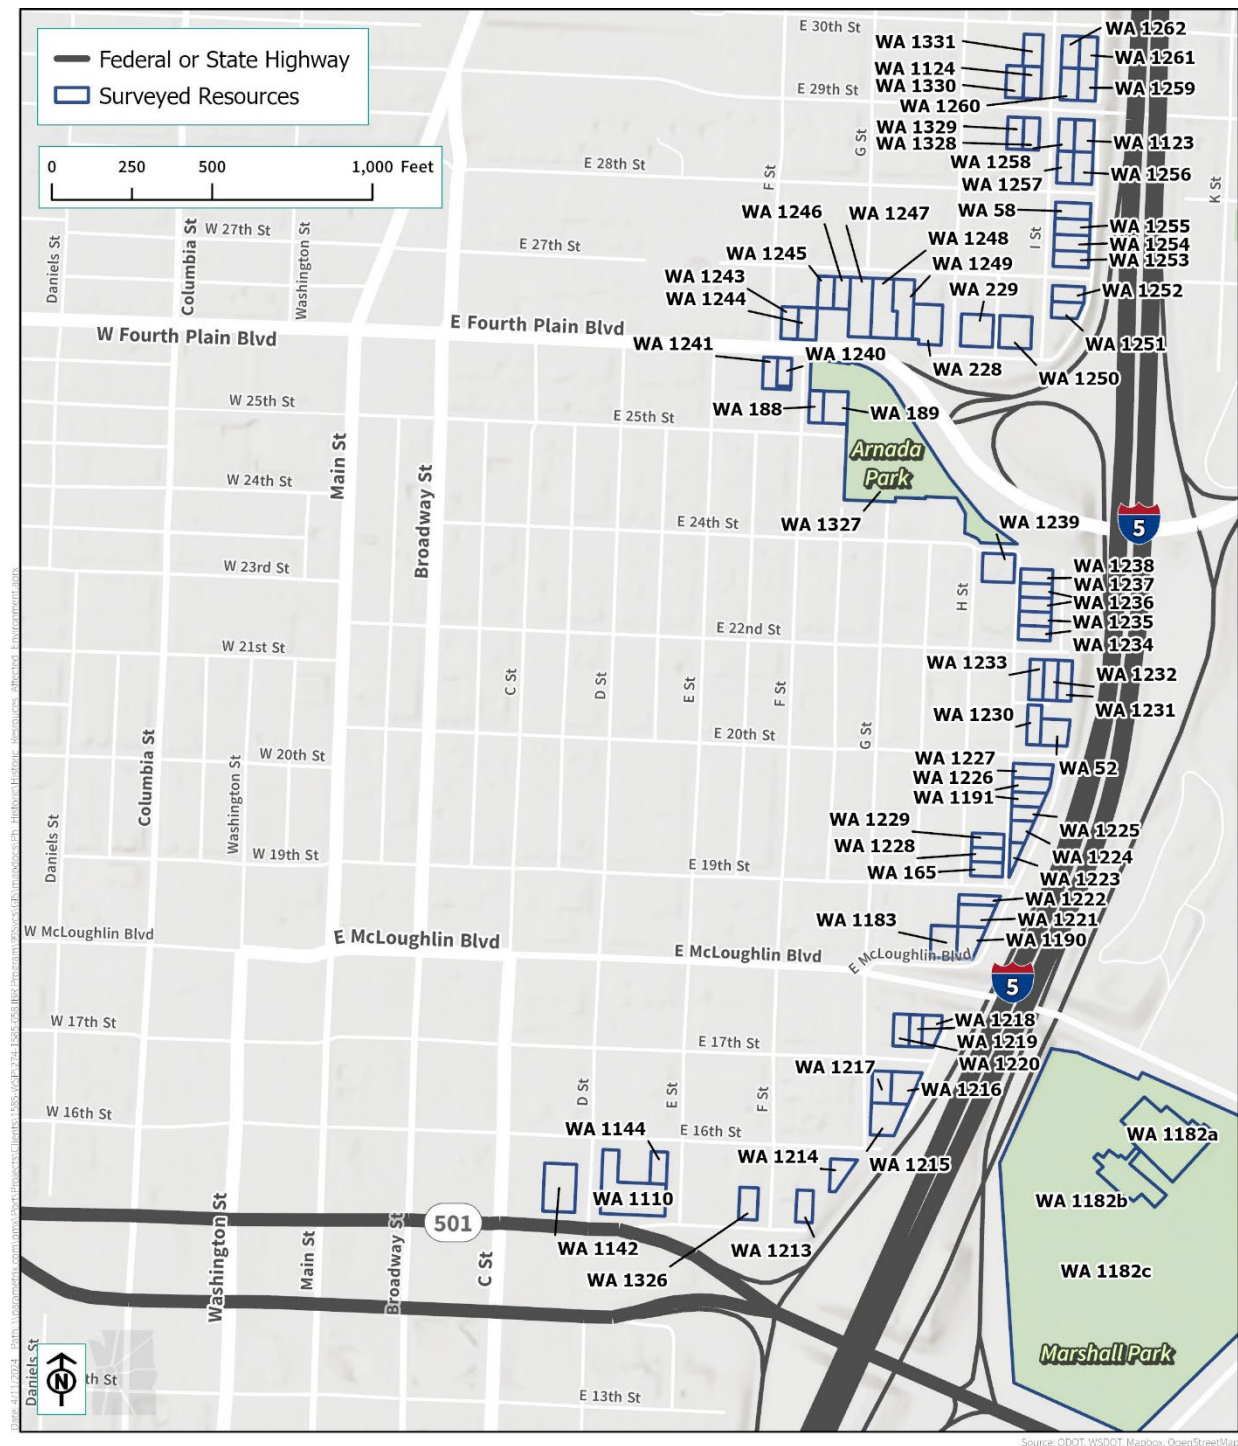 Federal or State Highway
Surveyed Resources
0 250 500 1,000 Feet
E 30th St
WA 1331
WA 1262
WA 1261
WA 1124
WA 1330
WA 1259
E 29th St
WA 1260
WA 1329
WA 1328
WA 1123
G St
WA 1258
E 28th St
WA 1257
WA 1256
F St
K St
WA 1246
WA 1247
WA 58
WA 1255
W 27th St
Columbia St
Washington St
Daniels St
E 27th St
WA 1245
WA 1248
I St
WA 1254
WA 1253
WA 1243
WA 1249
WA 1244
WA 229
WA 1252
W Fourth Plain Blvd
E Fourth Plain Blvd
WA 1241
WA 1240
WA 1251
WA 228
WA 1250
W 25th St
E 25th St
WA 188
WA 189
Main St
Broadway St
Arnada
Park
W 24th St
E 24th St
WA 1327
WA 1239
5
W 23rd St
WA 1238
WA 1237
WA 1236
WA 1235
WA 1234
H St
E 22nd St
W 21st St
C St
D St
E St
F St
WA 1233
WA 1232
WA 1231
WA 1230
Columbia St
Washington St
W 20th St
E 20th St
G St
WA 1227
WA 52
WA 1226
WA 1191
WA 1229
WA 1225
WA 1228
WA 1224
Daniels St
W 19th St
E 19th St
WA 165
WA 1223
WA 1222
WA 1183
WA 1221
WA 1190
W McLoughlin Blvd
E McLoughlin Blvd
E McLoughlin Blvd
E McLoughlin Blvd
5
W 17th St
E 17th St
WA 1218
WA 1219
WA 1220
WA 1217
WA 1216
D St
E St
F St
W 16th St
WA 1144
E 16th St
WA 1182a
WA 1214
WA 1215
WA 1110
WA 1182b
501
WA 1142
WA 1213
WA 1326
WA 1182c
Washington St
Main St
Broadway St
C St
Marshall Park
Daniels St
N
th St
E 13th St
Source: ODOT, WSDOT, Mapbox, OpenStreetMap